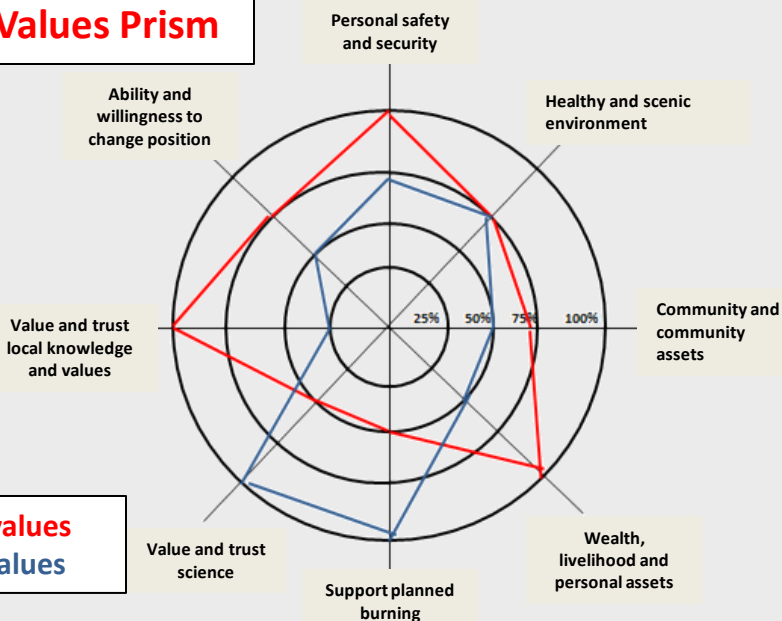 Values Prism
Personal safety
and security
Ability and
willingness to
change position
Healthy and scenic
environment
25% 50% 75% 100%
Community and
community
assets
Value and trust
local knowledge
and values
values
Value and trust
science
Support planned
burning
Wealth,
livelihood and
personal assets